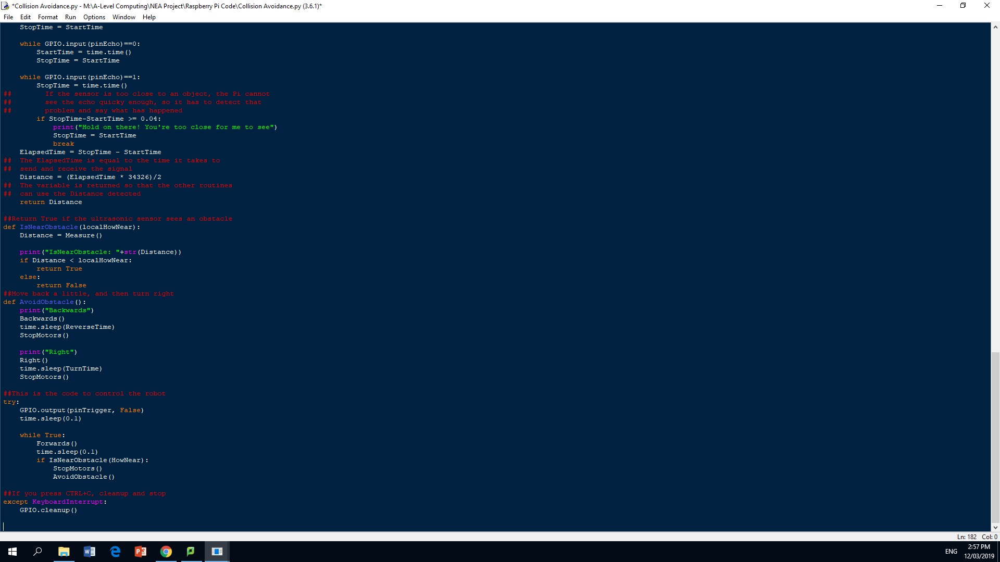 *Collision Avoidance.py - M:\A-Level Computing\NEA Project\Raspberry Pi Code\Collision Avoidance.py (3.6.1)*
File Edit Format Run Options Window Help
    StopTime = StartTime

    while GPIO.input(pinEcho)==0:
        StartTime = time.time()
        StopTime = StartTime

    while GPIO.input(pinEcho)==1:
        StopTime = time.time()
##        If the sensor is too close to an object, the Pi cannot
##        see the echo quicky enough, so it has to detect that
##        problem and say what has happened
        if StopTime-StartTime >= 0.04:
            print("Hold on there! You're too close for me to see")
            StopTime = StartTime
            break
    ElapsedTime = StopTime - StartTime
##  The ElapsedTime is equal to the time it takes to
##  send and receive the signal
    Distance = (ElapsedTime * 34326)/2
##  The variable is returned so that the other routines
##  can use the Distance detected
    return Distance

##Return True if the ultrasonic sensor sees an obstacle
def IsNearObstacle(localHowNear):
    Distance = Measure()

    print("IsNearObstacle: "+str(Distance))
    if Distance < localHowNear:
        return True
    else:
        return False
##Move back a little, and then turn right
def AvoidObstacle():
    print("Backwards")
    Backwards()
    time.sleep(ReverseTime)
    StopMotors()

    print("Right")
    Right()
    time.sleep(TurnTime)
    StopMotors()

##This is the code to control the robot
try:
    GPIO.output(pinTrigger, False)
    time.sleep(0.1)

    while True:
        Forwards()
        time.sleep(0.1)
        if IsNearObstacle(HowNear):
            StopMotors()
            AvoidObstacle()

##If you press CTRL+C, cleanup and stop
except KeyboardInterrupt:
    GPIO.cleanup()

Ln: 182 Col: 0
ENG
2:57 PM
12/03/2019